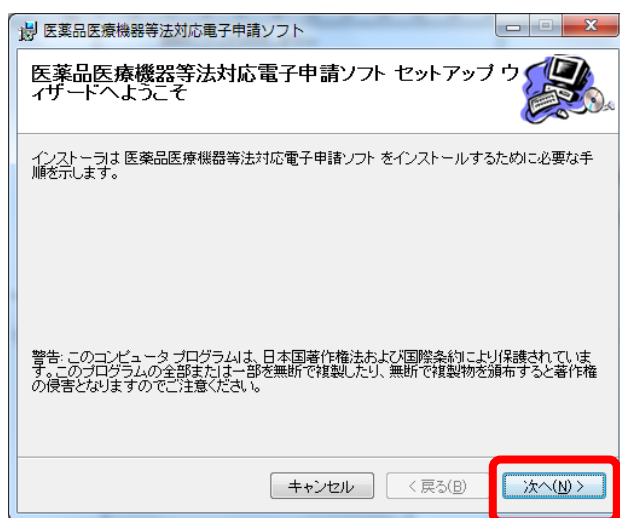 医薬品医療機器等法対応電子申請ソフト
医薬品医療機器等法対応電子申請ソフト セットアップ ウ
ィザードへようこそ
インストーラは 医薬品医療機器等法対応電子申請ソフト をインストールするために必要な手
順を示します。
警告: このコンピュータ プログラムは、日本国著作権法および国際条約により保護されていま
す。このプログラムの全部または一部を無断で複製したり、無断で複製物を頒布すると著作権
の侵害となりますのでご注意ください。
キャンセル
< 戻る(B)
次へ(N) >